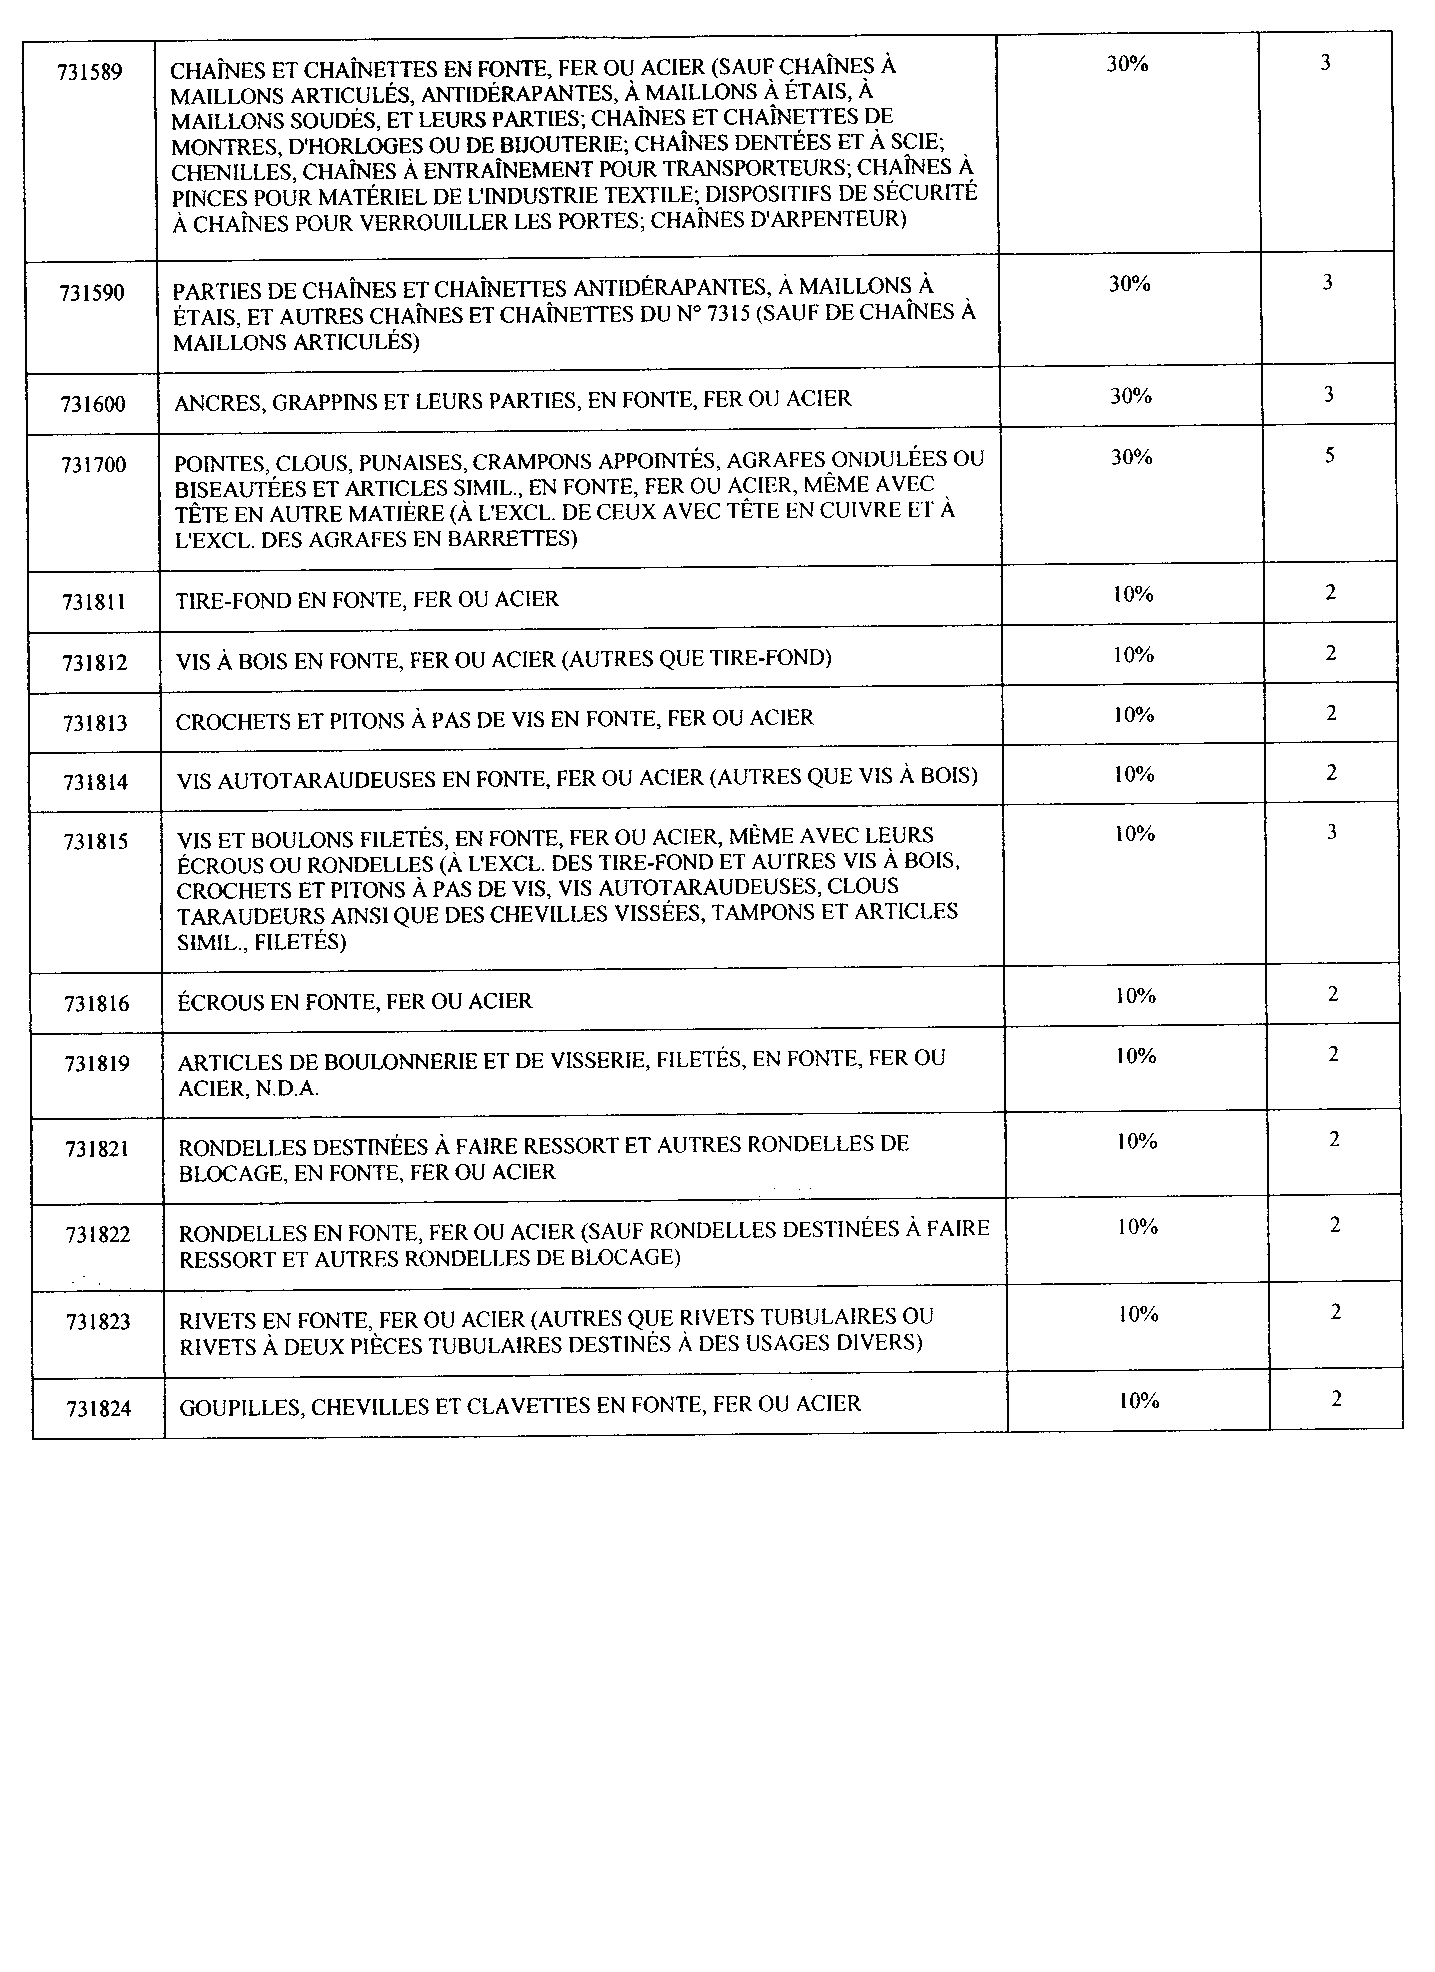 731589 CHAÎNES ET CHAÎNETTES EN FONTE, FER OU ACIER (SAUF CHAÎNES À 30% 3
MAILLONS ARTICULÉS, ANTIDÉRAPANTES, À MAILLONS À ÉTAIS, À
MAILLONS SOUDÉS, ET LEURS PARTIES; CHAÎNES ET CHAÎNETTES DE
MONTRES, D'HORLOGES OU DE BIJOUTERIE; CHAÎNES DENTÉES ET À SCIE;
CHENILLES, CHAÎNES À ENTRAÎNEMENT POUR TRANSPORTEURS; CHAÎNES À
PINCES POUR MATÉRIEL DE L'INDUSTRIE TEXTILE; DISPOSITIFS DE SÉCURITÉ
À CHAÎNES POUR VERROUILLER LES PORTES; CHAÎNES D'ARPENTEUR)
731590 PARTIES DE CHAÎNES ET CHAÎNETTES ANTIDÉRAPANTES, À MAILLONS À 30% 3
ÉTAIS, ET AUTRES CHAÎNES ET CHAÎNETTES DU N° 7315 (SAUF DE CHAÎNES À
MAILLONS ARTICULÉS)
731600 ANCRES, GRAPPINS ET LEURS PARTIES, EN FONTE, FER OU ACIER 30% 3
731700 POINTES, CLOUS, PUNAISES, CRAMPONS APPOINTÉS, AGRAFES ONDULÉES OU 30% 5
BISEAUTÉES ET ARTICLES SIMIL., EN FONTE, FER OU ACIER, MÊME AVEC
TÊTE EN AUTRE MATIÈRE (À L'EXCL. DE CEUX AVEC TÊTE EN CUIVRE ET À
L'EXCL. DES AGRAFES EN BARRETTES)
731811 TIRE-FOND EN FONTE, FER OU ACIER 10% 2
731812 VIS À BOIS EN FONTE, FER OU ACIER (AUTRES QUE TIRE-FOND) 10% 2
731813 CROCHETS ET PITONS À PAS DE VIS EN FONTE, FER OU ACIER 10% 2
731814 VIS AUTOTARAUDEUSES EN FONTE, FER OU ACIER (AUTRES QUE VIS À BOIS) 10% 2
731815 VIS ET BOULONS FILETÉS, EN FONTE, FER OU ACIER, MÊME AVEC LEURS 10% 3
ÉCROUS OU RONDELLES (À L'EXCL. DES TIRE-FOND ET AUTRES VIS À BOIS,
CROCHETS ET PITONS À PAS DE VIS, VIS AUTOTARAUDEUSES, CLOUS
TARAUDEURS AINSI QUE DES CHEVILLES VISSÉES, TAMPONS ET ARTICLES
SIMIL., FILETÉS)
731816 ÉCROUS EN FONTE, FER OU ACIER 10% 2
731819 ARTICLES DE BOULONNERIE ET DE VISSERIE, FILETÉS, EN FONTE, FER OU 10% 2
ACIER, N.D.A.
731821 RONDELLES DESTINÉES À FAIRE RESSORT ET AUTRES RONDELLES DE 10% 2
BLOCAGE, EN FONTE, FER OU ACIER
731822 RONDELLES EN FONTE, FER OU ACIER (SAUF RONDELLES DESTINÉES À FAIRE 10% 2
RESSORT ET AUTRES RONDELLES DE BLOCAGE)
731823 RIVETS EN FONTE, FER OU ACIER (AUTRES QUE RIVETS TUBULAIRES OU 10% 2
RIVETS À DEUX PIÈCES TUBULAIRES DESTINÉS À DES USAGES DIVERS)
731824 GOUPILLES, CHEVILLES ET CLAVETTES EN FONTE, FER OU ACIER 10% 2